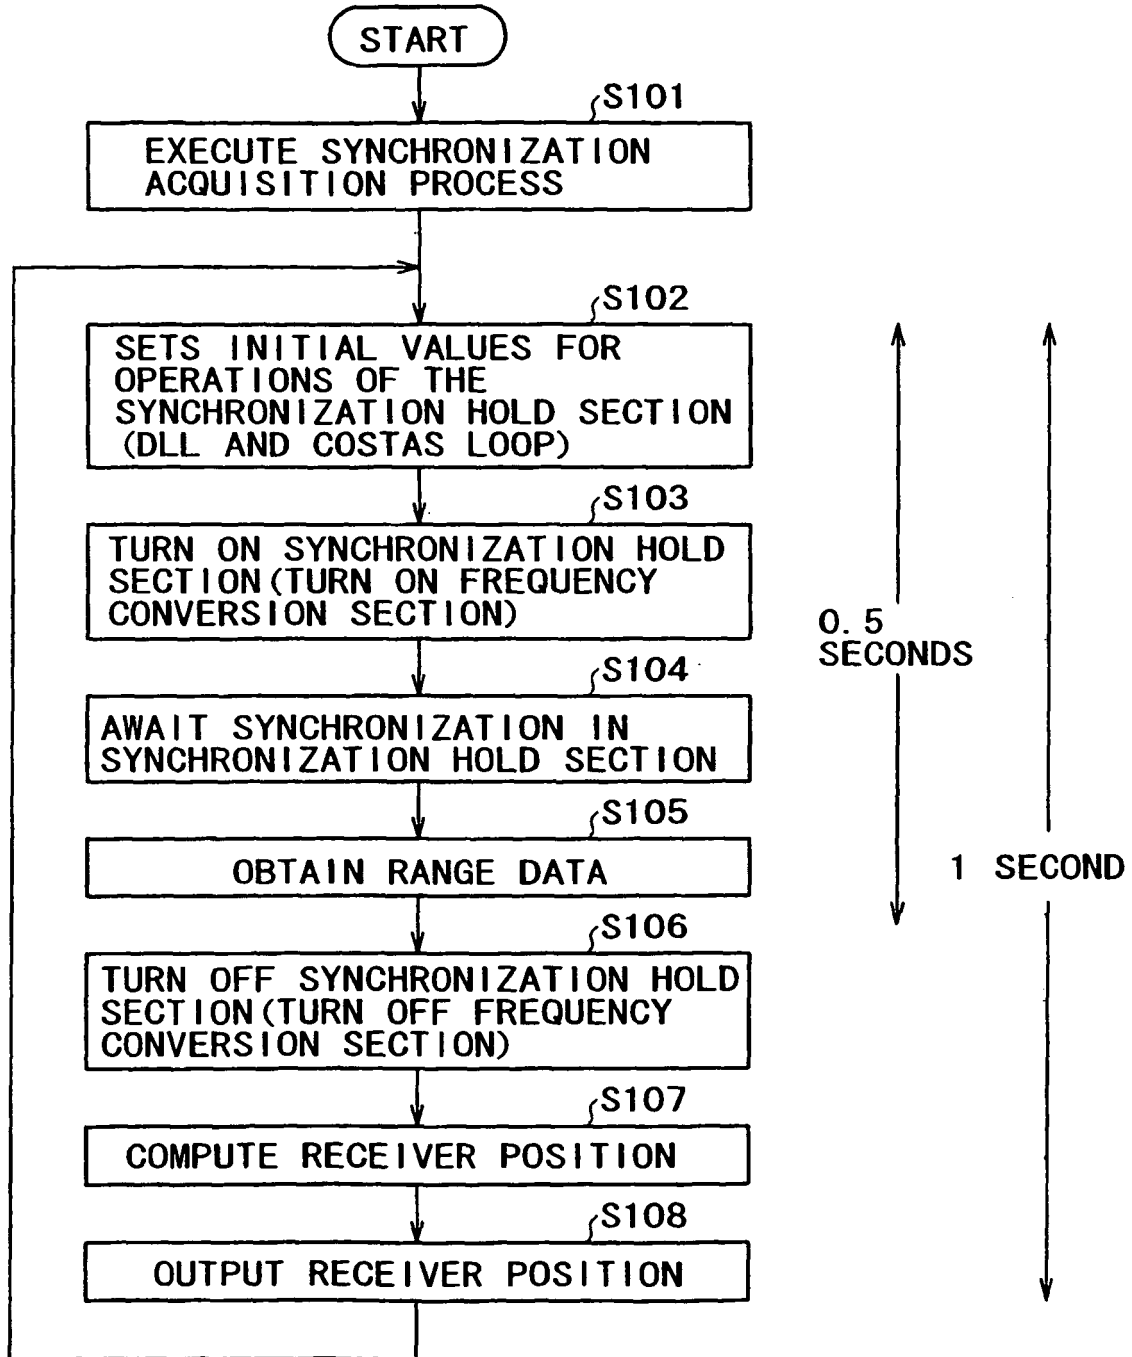 START
S101
EXECUTE SYNCHRONIZATION
ACQUISITION PROCESS
S102
SETS INITIAL VALUES FOR
OPERATIONS OF THE
SYNCHRONIZATION HOLD SECTION
(DLL AND COSTAS LOOP)
S103
TURN ON SYNCHRONIZATION HOLD
SECTION(TURN ON FREQUENCY
CONVERSION SECTION)
0.5
SECONDS
S104
AWAIT SYNCHRONIZATION IN
SYNCHRONIZATION HOLD SECTION
S105
OBTAIN RANGE DATA
1 SECOND
S106
TURN OFF SYNCHRONIZATION HOLD
SECTION(TURN OFF FREQUENCY
CONVERSION SECTION)
S107
COMPUTE RECEIVER POSITION
S108
OUTPUT RECEIVER POSITION